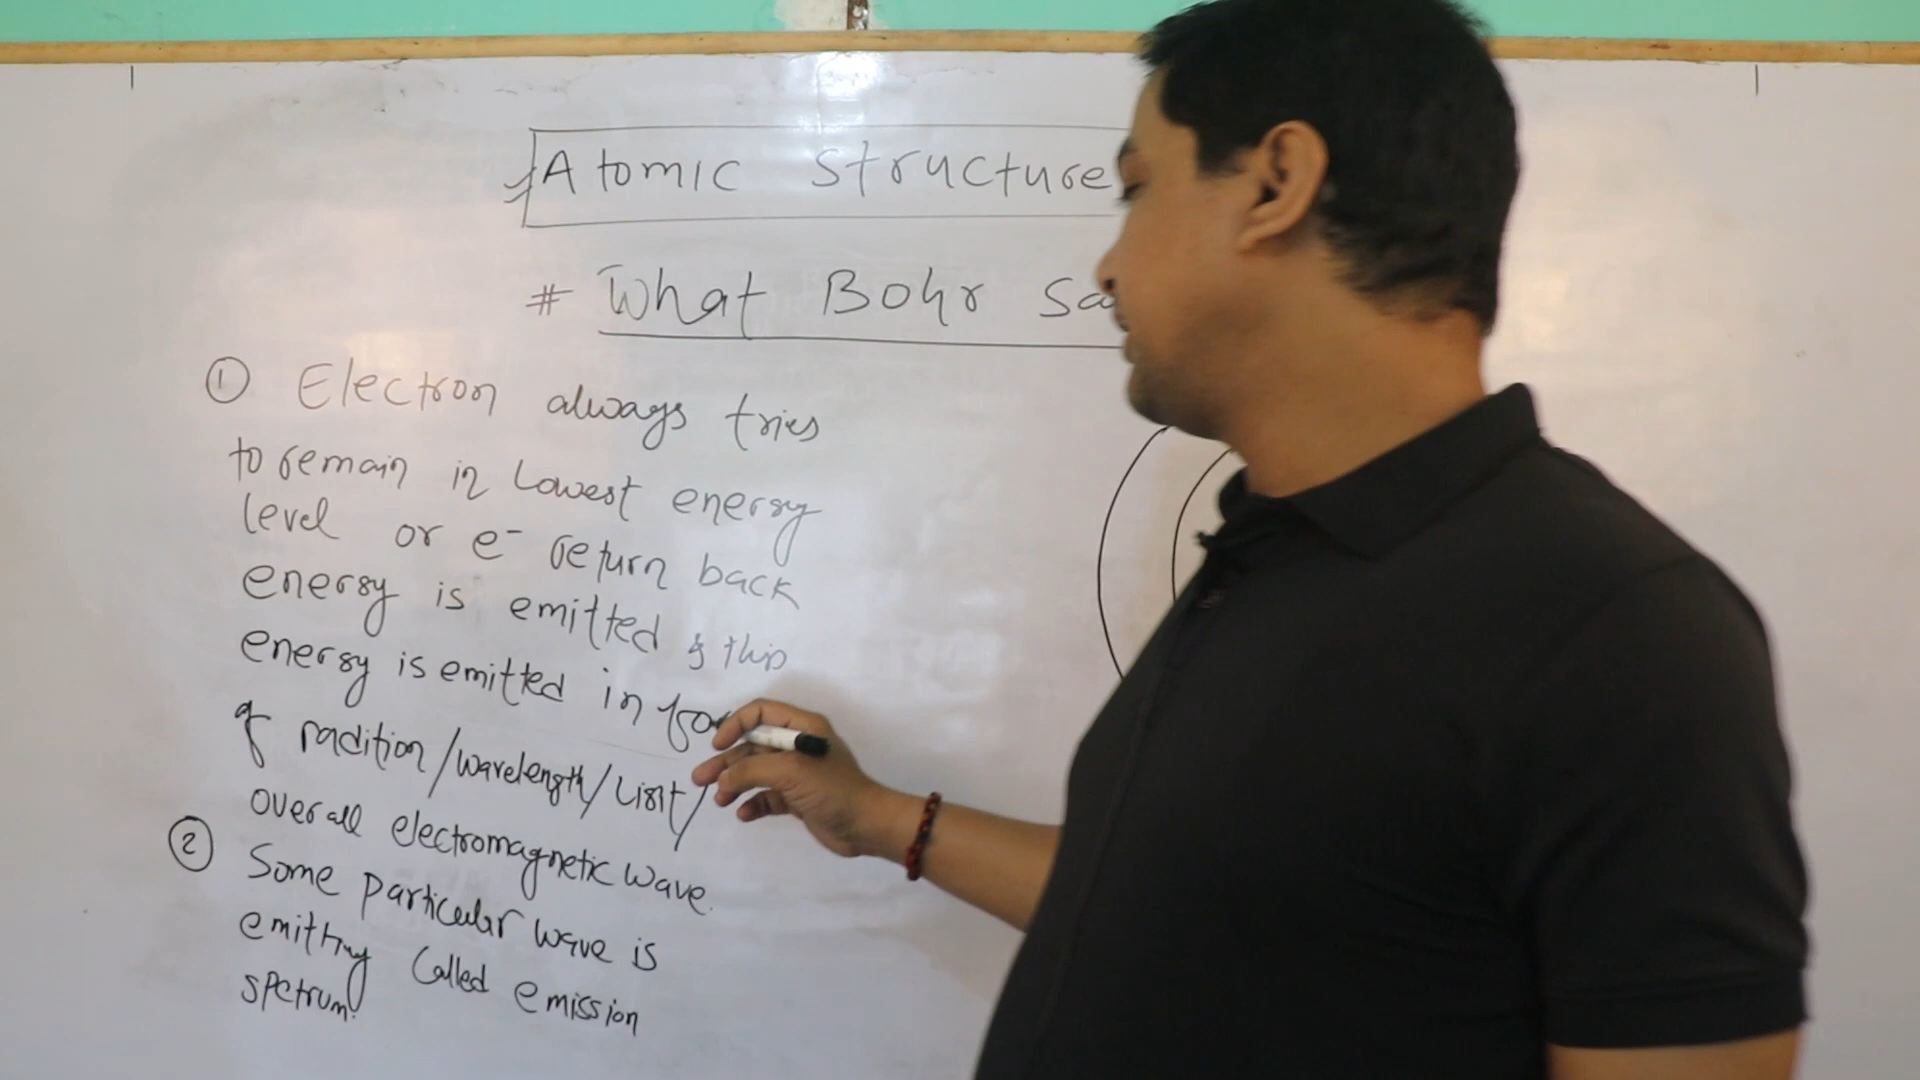 Atomic Structure
# What Bohr Sa
① Electron always tries
to remain in Lowest energy
level or e⁻ return back
energy is emitted & this
energy is emitted in
of radition/wavelength/Light/
overall electromagnetic wave.
② Some particular wave is
emitting Called emission
spctrum.